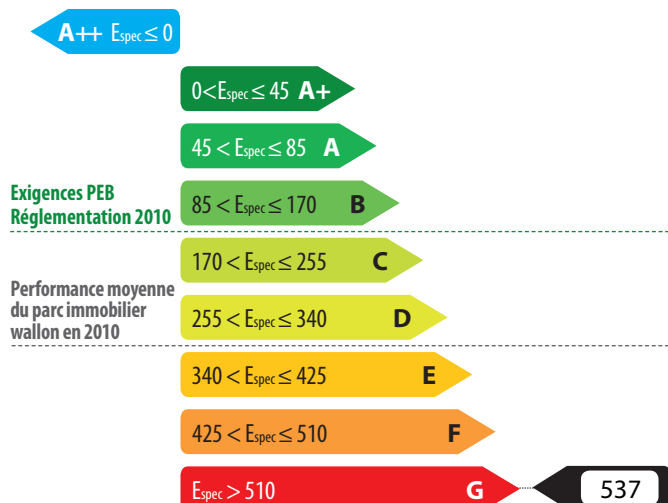 A++ Espec ≤ 0
0<Espec ≤ 45 A+
45 < Espec ≤ 85 A
Exigences PEB
Réglementation 2010
85 < Espec ≤ 170 B
170 < Espec ≤ 255 C
Performance moyenne
du parc immobilier
wallon en 2010
255 < Espec ≤ 340 D
340 < Espec ≤ 425 E
425 < Espec ≤ 510 F
Espec > 510 G 537